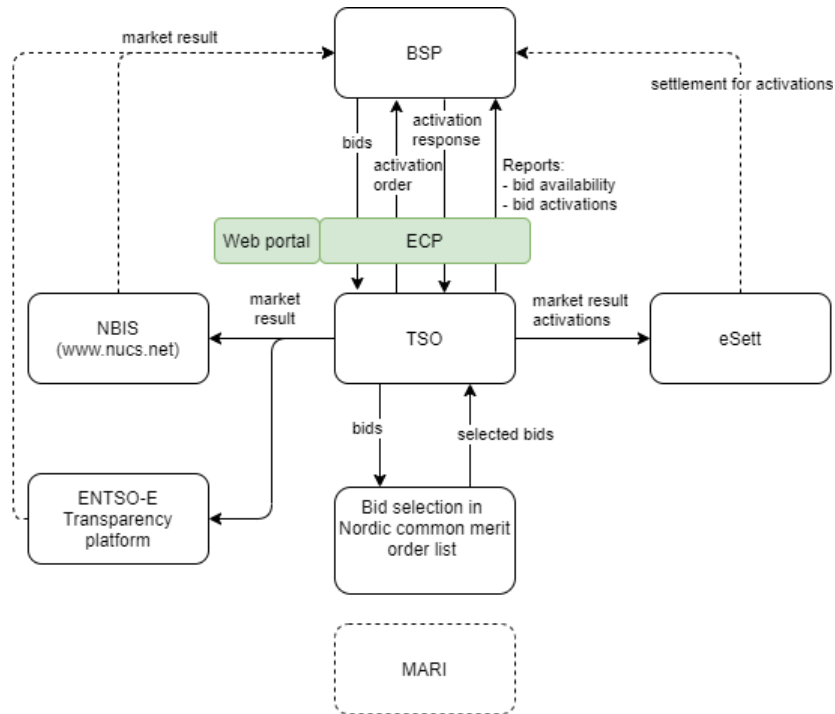 market result
BSP
settlement for activations
bids
activation
order
activation
response
Reports:
- bid availability
- bid activations
Web portal
ECP
NBIS
(www.nucs.net)
market
result
TSO
market result
activations
eSett
bids
selected bids
ENTSO-E
Transparency
platform
Bid selection in
Nordic common merit
order list
MARI